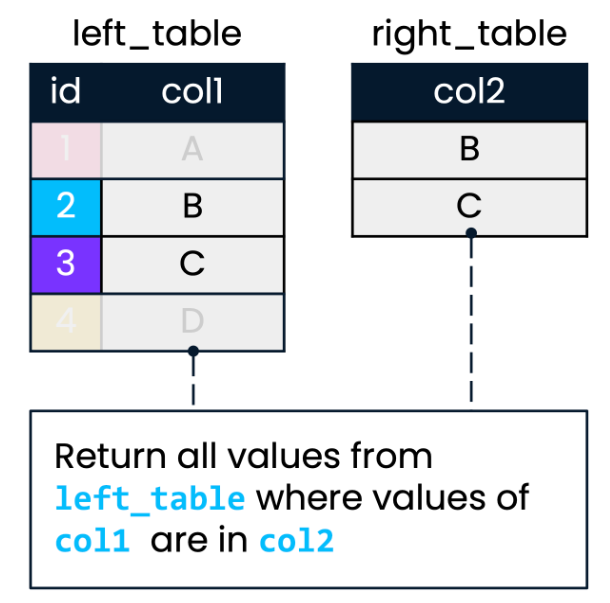 left_table right_table
id col1 col2
1 A B
2 B C
3 C
4 D
Return all values from
left_table where values of
col1 are in col2